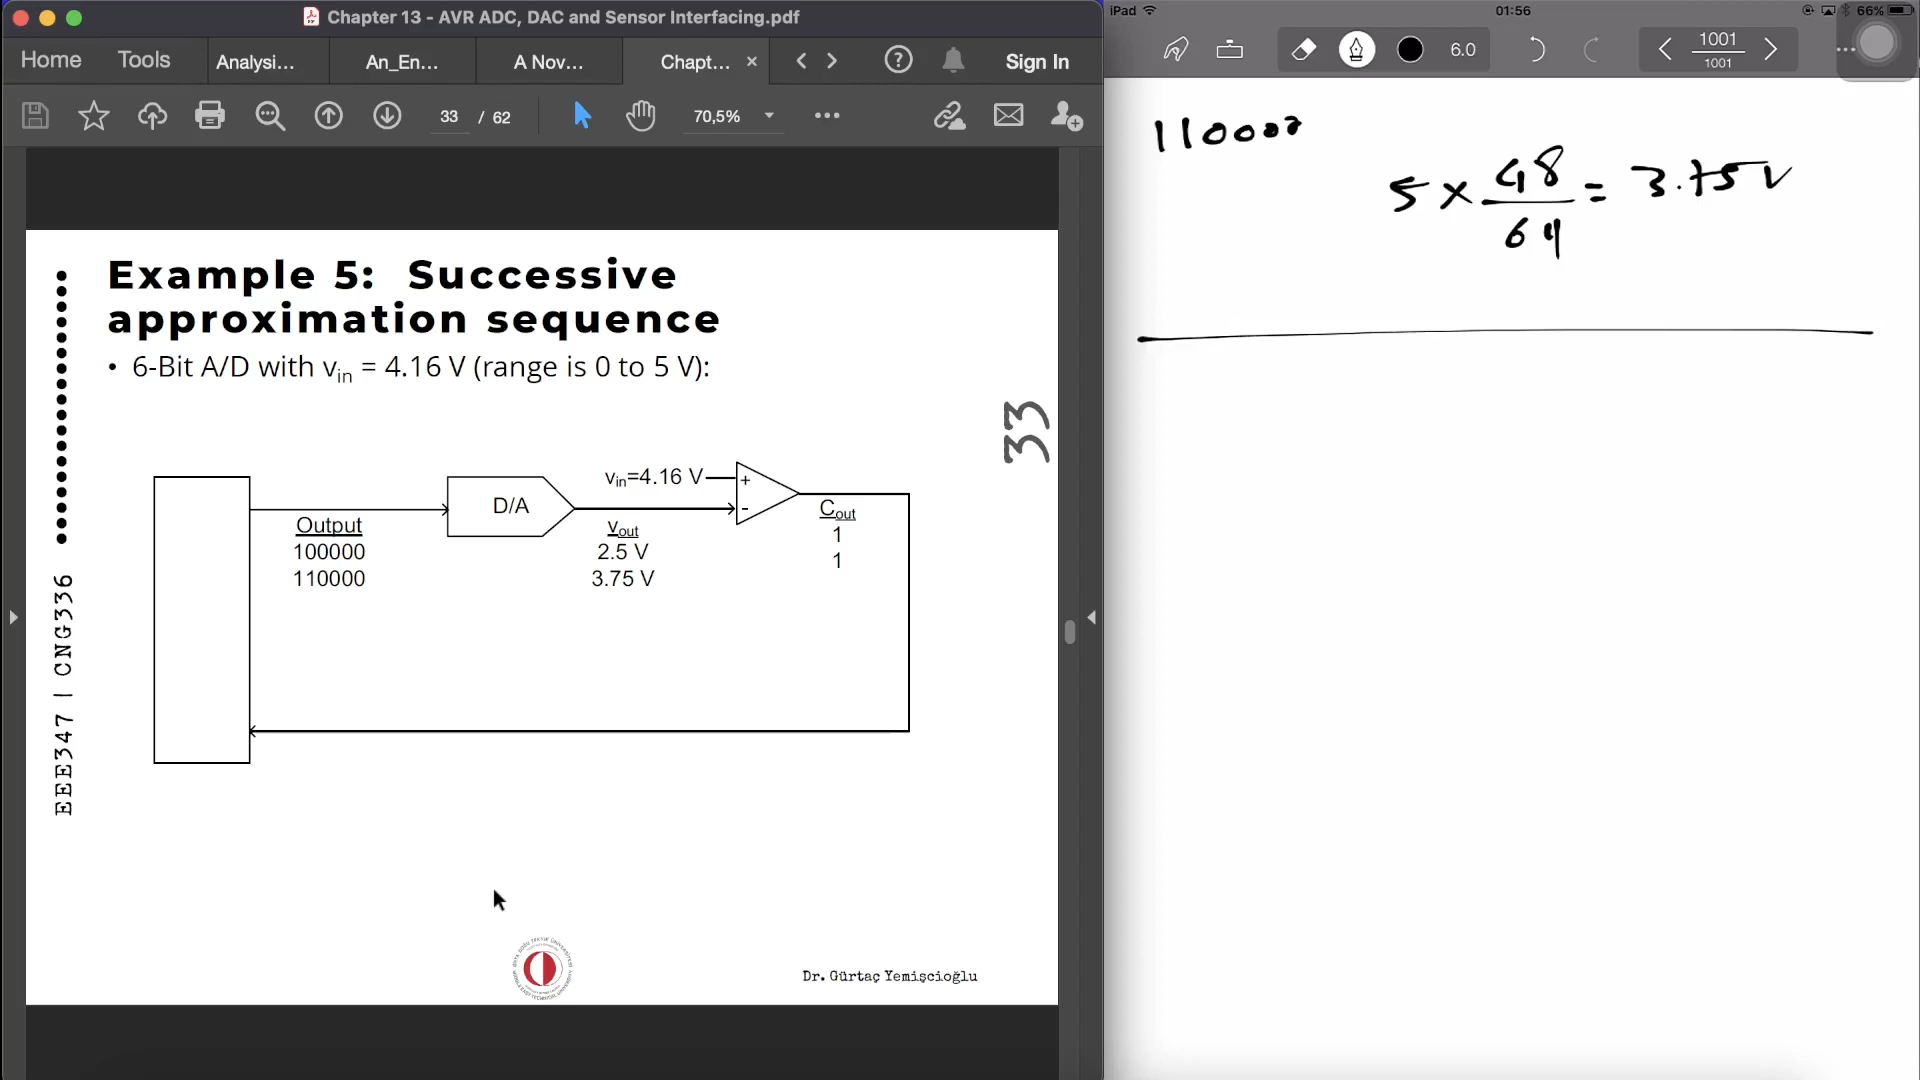 Chapter 13 - AVR ADC, DAC and Sensor Interfacing.pdf
Home Tools Analysi... An_En... A Nov... Chapt... × ? Sign In
33 / 62 70,5%
Example 5: Successive
approximation sequence
• 6-Bit A/D with vin = 4.16 V (range is 0 to 5 V):
33
EEE347 | CNG336
vin=4.16 V
+
-
D/A
Output
100000
110000
vout
2.5 V
3.75 V
Cout
1
1
Dr. Gürtaç Yemişcioğlu
iPad 01:56 66%
6.0 1001
1001
110000
5 × 48/64 = 3.75 V